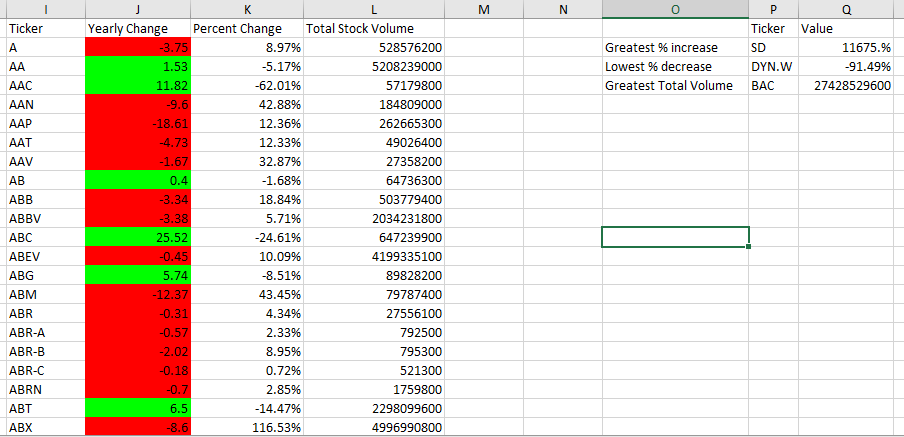 I J K L M N O P Q
Ticker Yearly Change Percent Change Total Stock Volume Ticker Value
A -3.75 8.97% 528576200 Greatest % increase SD 11675.%
AA 1.53 -5.17% 5208239000 Lowest % decrease DYN.W -91.49%
AAC 11.82 -62.01% 57179800 Greatest Total Volume BAC 27428529600
AAN -9.6 42.88% 184809000
AAP -18.61 12.36% 262665300
AAT -4.73 12.33% 49026400
AAV -1.67 32.87% 27358200
AB 0.4 -1.68% 64736300
ABB -3.34 18.84% 503779400
ABBV -3.38 5.71% 2034231800
ABC 25.52 -24.61% 647239900
ABEV -0.45 10.09% 4199335100
ABG 5.74 -8.51% 89828200
ABM -12.37 43.45% 79787400
ABR -0.31 4.34% 27556100
ABR-A -0.57 2.33% 792500
ABR-B -2.02 8.95% 795300
ABR-C -0.18 0.72% 521300
ABRN -0.7 2.85% 1759800
ABT 6.5 -14.47% 2298099600
ABX -8.6 116.53% 4996990800